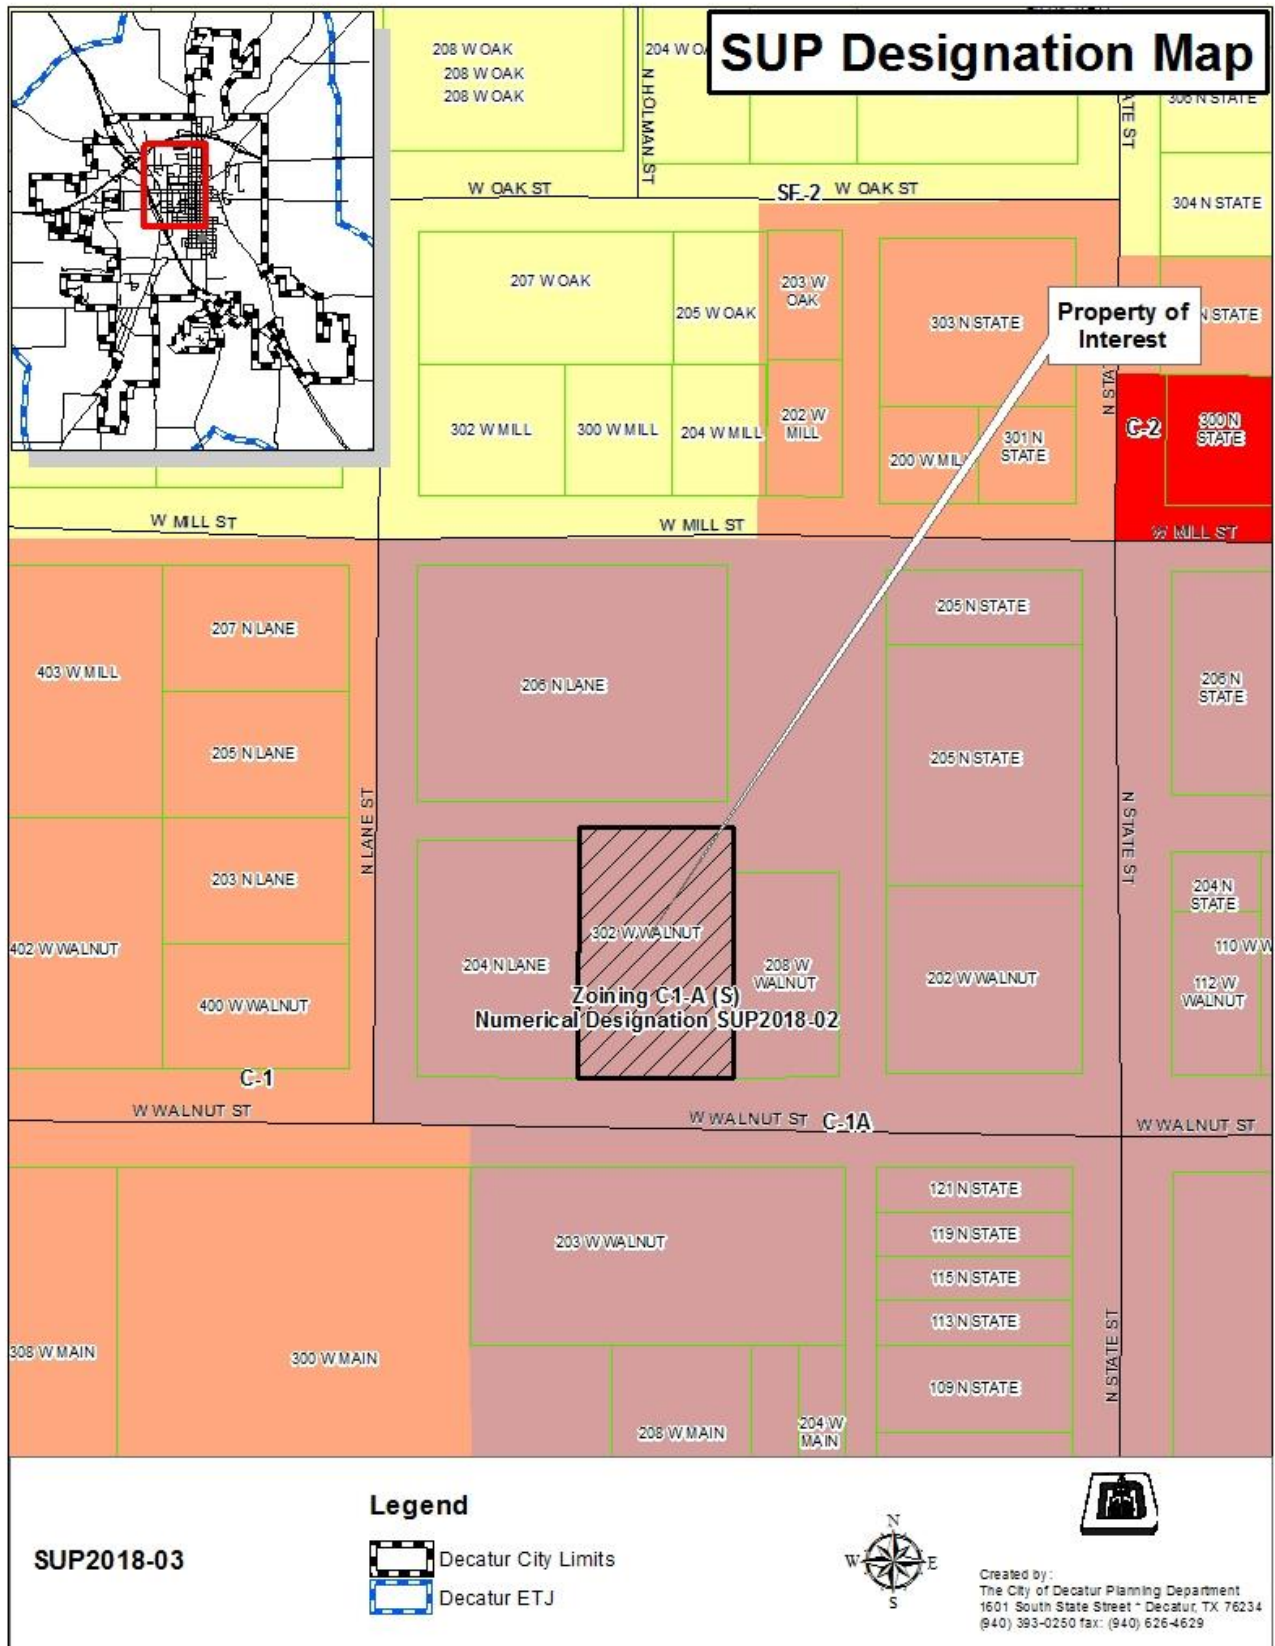 SUP Designation Map
208 W OAK
208 W OAK
208 W OAK
N HOLMAN ST
204 W OA
ATE ST
306 N STATE
W OAK ST
SF-2
W OAK ST
304 N STATE
207 W OAK
205 W OAK
203 W
OAK
303 N STATE
Property of
Interest
N STATE
N STA
302 W MILL
300 W MILL
204 W MILL
202 W
MILL
200 W MILL
301 N
STATE
C-2
300 N
STATE
W MILL ST
W MILL ST
W MILL ST
403 W MILL
207 N LANE
206 N LANE
205 N STATE
206 N
STATE
205 N LANE
205 N STATE
N LANE ST
N STATE ST
203 N LANE
204 N
STATE
402 W WALNUT
400 W WALNUT
204 N LANE
302 W WALNUT
208 W
WALNUT
202 W WALNUT
110 W W
112 W
WALNUT
Zoining C1-A (S)
Numerical Designation SUP2018-02
C-1
W WALNUT ST
W WALNUT ST
C-1A
W WALNUT ST
121 N STATE
203 W WALNUT
119 N STATE
115 N STATE
113 N STATE
308 W MAIN
300 W MAIN
109 N STATE
N STATE ST
208 W MAIN
204 W
MAIN
SUP2018-03
Legend
Decatur City Limits
Decatur ETJ
N
W
E
S
Created by:
The City of Decatur Planning Department
1601 South State Street * Decatur, TX 76234
(940) 393-0250 fax: (940) 626-4629